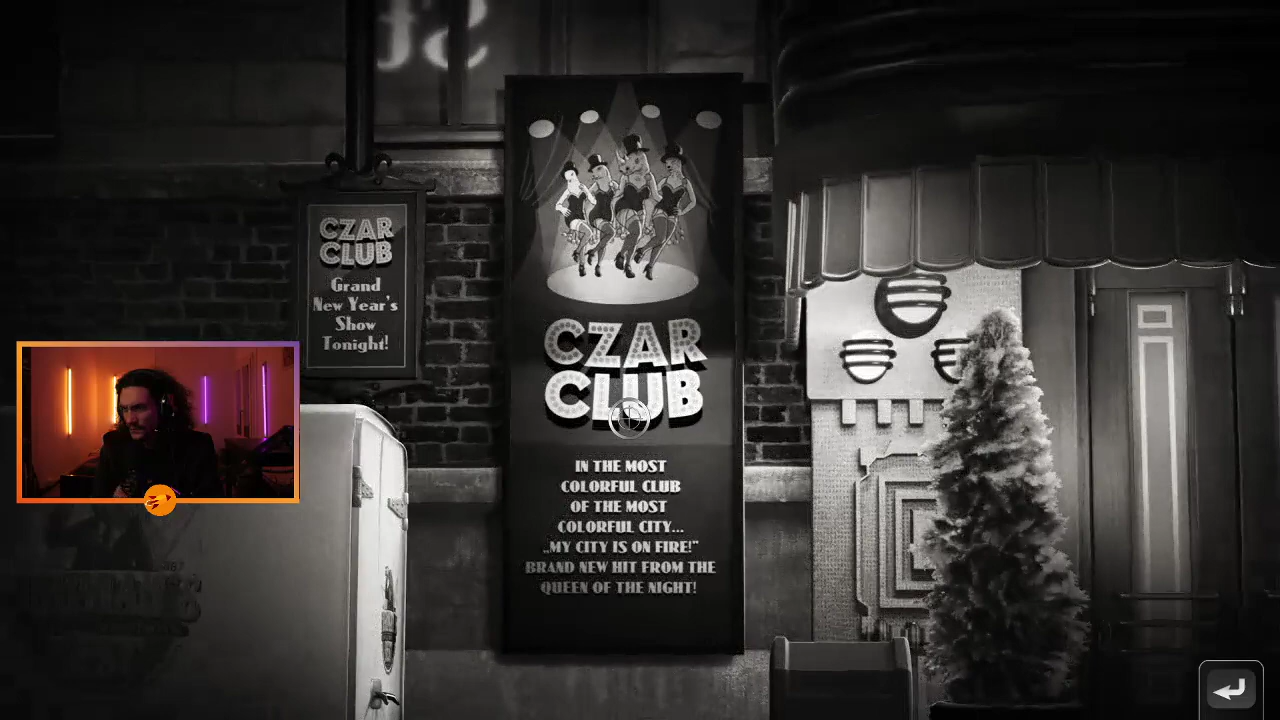 CZAR
CLUB
Grand
New Year's
Show
Tonight!
CZAR
CLUB
IN THE MOST
COLORFUL CLUB
OF THE MOST
COLORFUL CITY...
„MY CITY IS ON FIRE!"
BRAND NEW HIT FROM THE
QUEEN OF THE NIGHT!